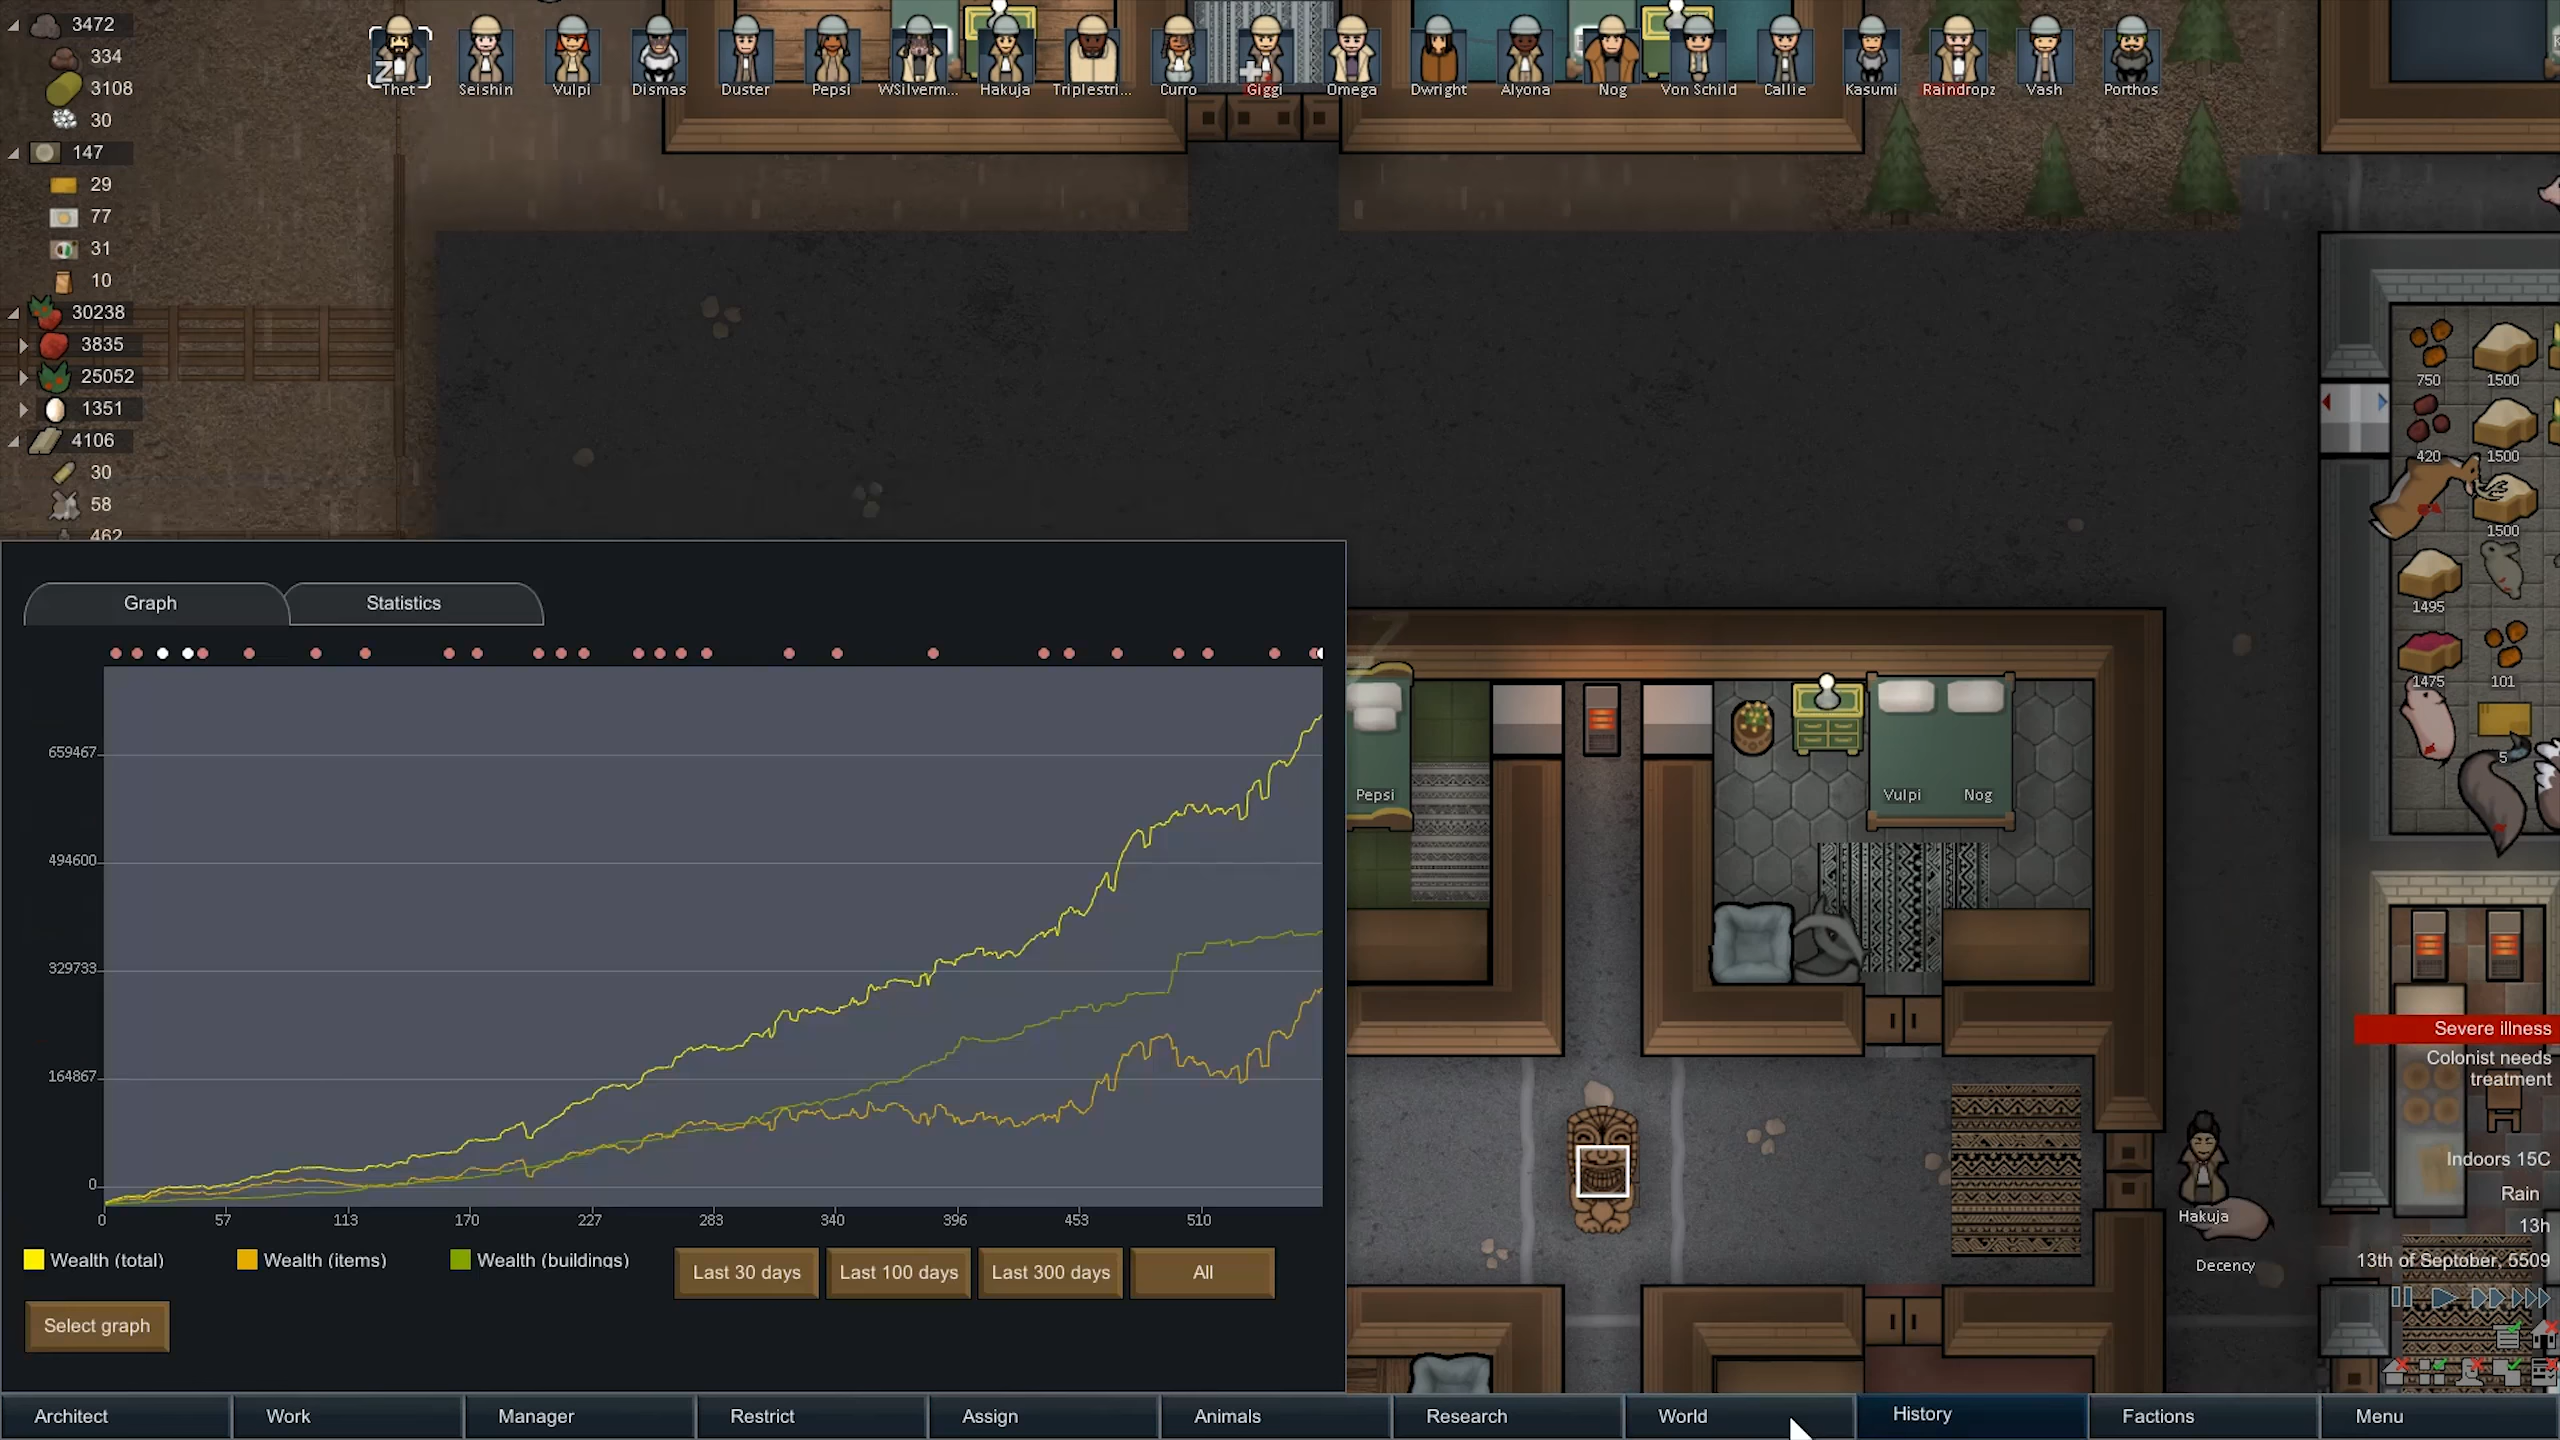 3472
334
3108
30
147
29
77
31
10
30238
3835
25052
1351
4106
30
58
462
Thet Seishin Vulpi Dismas Duster Pepsi WSilverm... Hakuja Triplestri... Curro Giggi Omega Dwright Alyona Nog Von Schild Callie Kasumi Raindropz Vash Porthos
750 1500
420 1500
1500
1495
1475 101
5
Graph Statistics
659467
494600
329733
164867
0
0 57 113 170 227 283 340 396 453 510
Wealth (total) Wealth (items) Wealth (buildings)
Last 30 days Last 100 days Last 300 days All
Select graph
Pepsi
Vulpi Nog
Hakuja
Decency
Severe illness
Colonist needs
treatment
Indoors 15C
Rain
13h
13th of Septober, 5509
Architect Work Manager Restrict Assign Animals Research World History Factions Menu